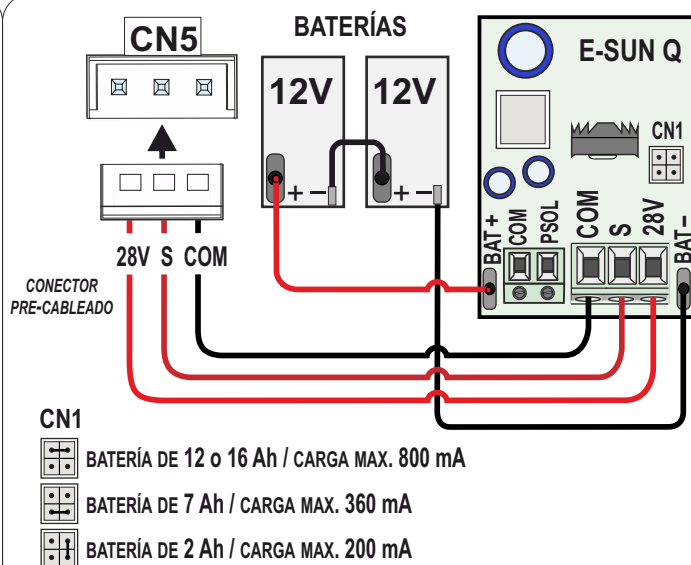 CN5
BATERÍAS
12V
12V
+ −
+ −
E-SUN Q
CN1
BAT +
COM
PSOL
COM
S
28V
BAT −
28V S COM
CONECTOR
PRE-CABLEADO
CN1
BATERÍA DE 12 o 16 Ah / CARGA MAX. 800 mA
BATERÍA DE 7 Ah / CARGA MAX. 360 mA
BATERÍA DE 2 Ah / CARGA MAX. 200 mA